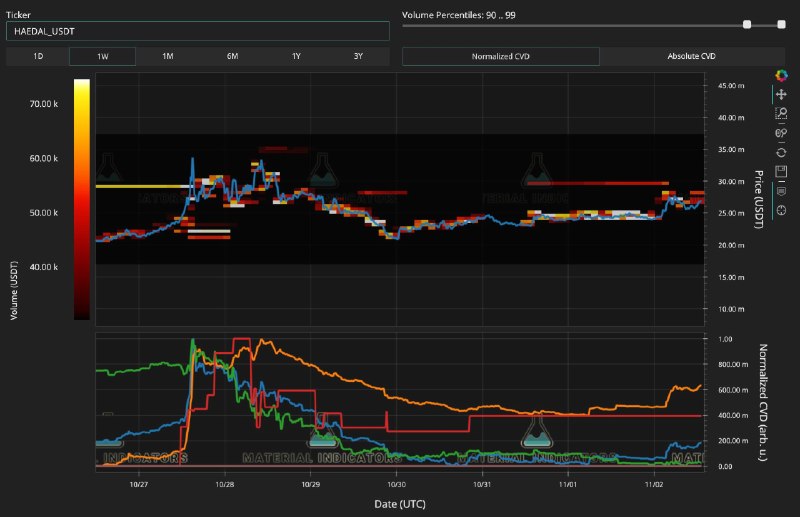 Ticker
HAEDAL_USDT
Volume Percentiles: 90 .. 99
1D
1W
1M
6M
1Y
3Y
Normalized CVD
Absolute CVD
70.00 k
60.00 k
50.00 k
40.00 k
Volume (USDT)
45.00 m
40.00 m
35.00 m
30.00 m
25.00 m
20.00 m
15.00 m
10.00 m
Price (USDT)
1.00
800.00 m
600.00 m
400.00 m
200.00 m
0.00
Normalized CVD (arb. u.)
INDICATORS
MATERIAL INDICATORS
MATERIAL INDICATORS
MAT
10/27
10/28
10/29
10/30
10/31
11/01
11/02
Date (UTC)